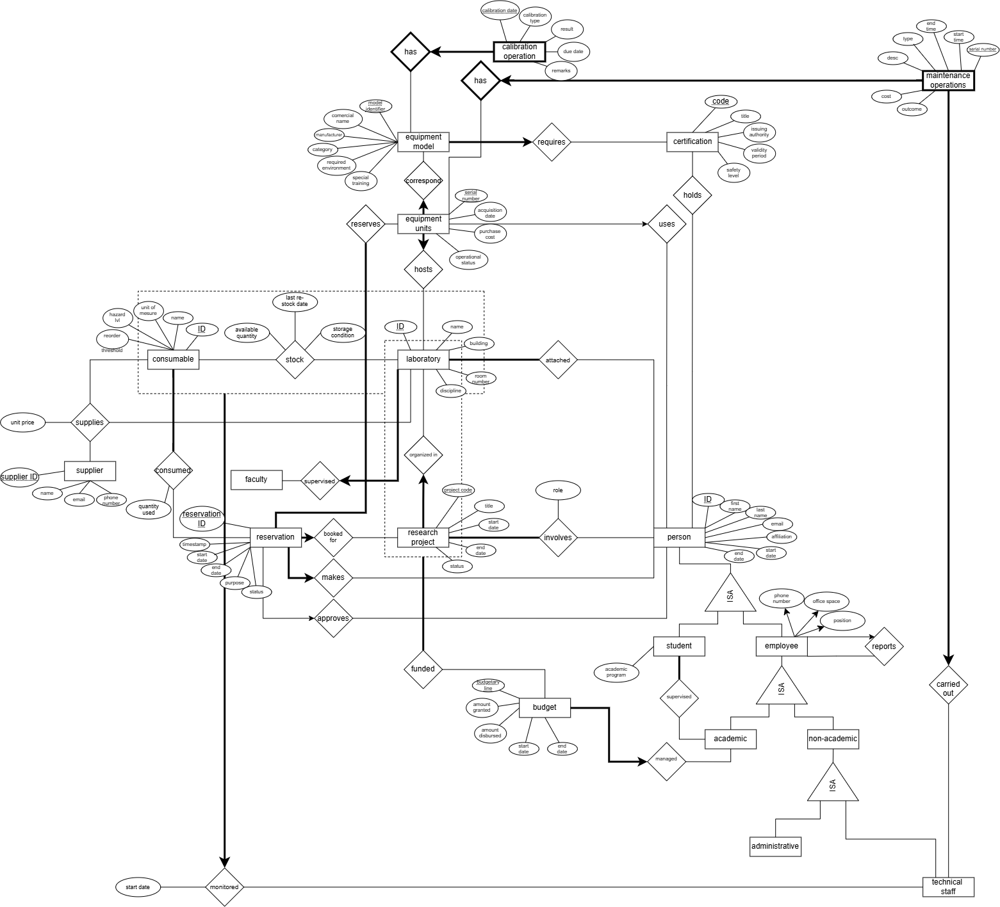 calibration date
calibration
type
result
has
calibration
operation
due date
remarks
end
time
start
time
type
serial number
desc
has
maintenance
operations
cost
outcome
code
title
issuing
authority
model
identifier
comercial
name
manufacturer
category
required
environment
special
training
equipment
model
requires
certification
validity
period
safety
level
correspond
holds
serial
number
acquisition
date
reserves
equipment
units
uses
purchase
cost
operational
status
hosts
last re-
stock date
hazard
lvl
unit of
mesure
name
ID
reorder
threshold
available
quantity
storage
condition
ID
name
building
consumable
stock
laboratory
attached
room
number
discipline
unit price
supplies
organized in
supplier
supplier ID
name
email
phone
number
consumed
faculty
supervised
quantity
used
project code
title
start
date
role
ID
first
name
last
name
email
affiliation
start
date
end
date
reservation
ID
reservation
booked
for
research
project
involves
person
timestamp
start
date
end
date
purpose
status
end
date
status
makes
approves
ISA
phone
number
office space
position
student
employee
reports
academic
program
funded
budgetary
line
ISA
carried
out
amount
granted
budget
supervised
amount
disbursed
start
date
end
date
academic
non-academic
managed
ISA
administrative
start date
monitored
technical
staff